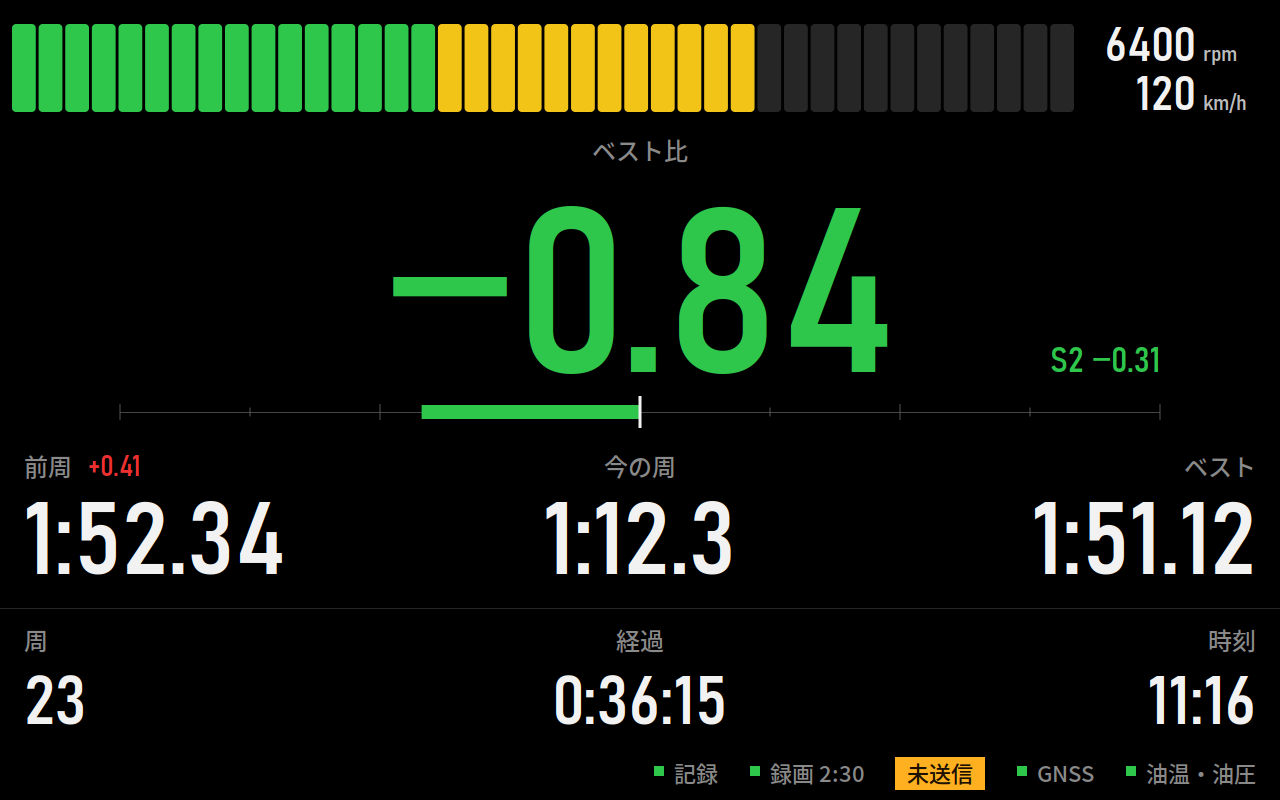 6400 rpm
120 km/h
ベスト比
−0.84
S2 −0.31
前周 +0.41 今の周 ベスト
1:52.34 1:12.3 1:51.12
周 経過 時刻
23 0:36:15 11:16
記録 録画 2:30 未送信 GNSS 油温・油圧